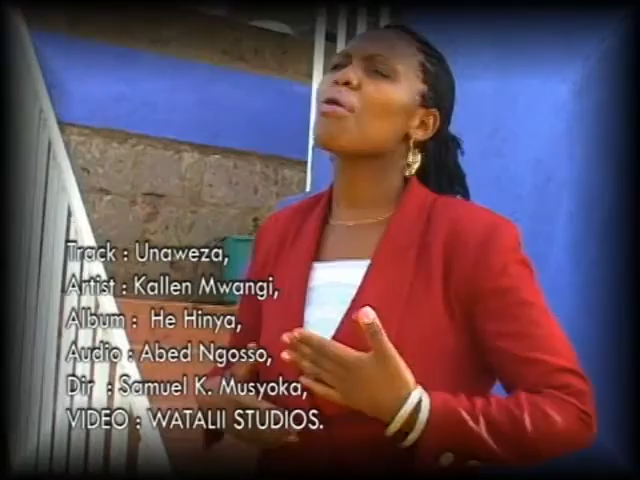 Track : Unaweza,
Artist : Kallen Mwangi,
Album :  He Hinya,
Audio : Abed Ngosso,
Dir    : Samuel K. Musyoka,
VIDEO : WATALII STUDIOS.